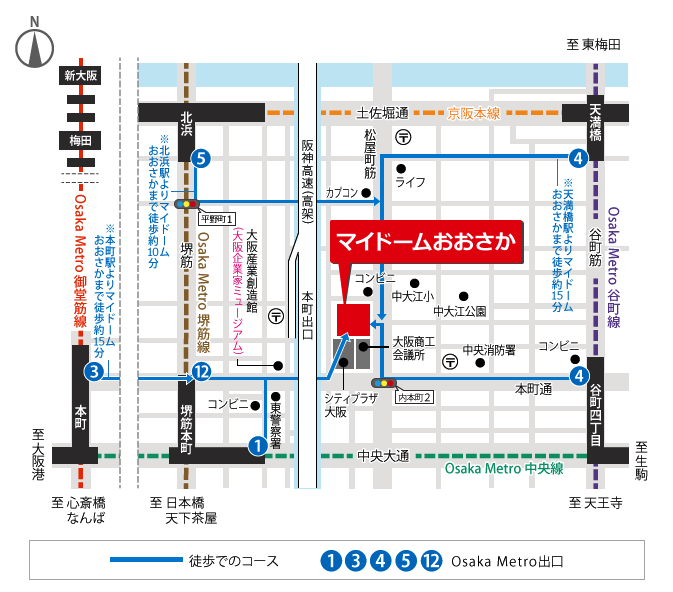 N
至 東梅田
新大阪
梅田
北浜
土佐堀通
京阪本線
天満橋
〒
松屋町筋
阪神高速(高架)
5
4
ライフ
カプコン
※北浜駅よりマイドーム
おおさかまで徒歩約10分
※天満橋駅よりマイドーム
おおさかまで徒歩約15分
平野町1
Osaka Metro 御堂筋線
※本町駅よりマイドーム
おおさかまで徒歩約15分
堺筋
Osaka Metro 堺筋線
大阪産業創造館
(大阪企業家ミュージアム)
マイドームおおさか
谷町筋
Osaka Metro 谷町線
コンビニ
中大江小
中大江公園
本町出口
〒
大阪商工
会議所
〒
中央消防署
コンビニ
3
12
4
本町
堺筋本町
コンビニ
東警察署
シティプラザ
大阪
内本町2
本町通
谷町四丁目
1
至 大阪港
中央大通
Osaka Metro 中央線
至 生駒
至 心斎橋
なんば
至 日本橋
天下茶屋
至 天王寺
徒歩でのコース
1 3 4 5 12 Osaka Metro出口